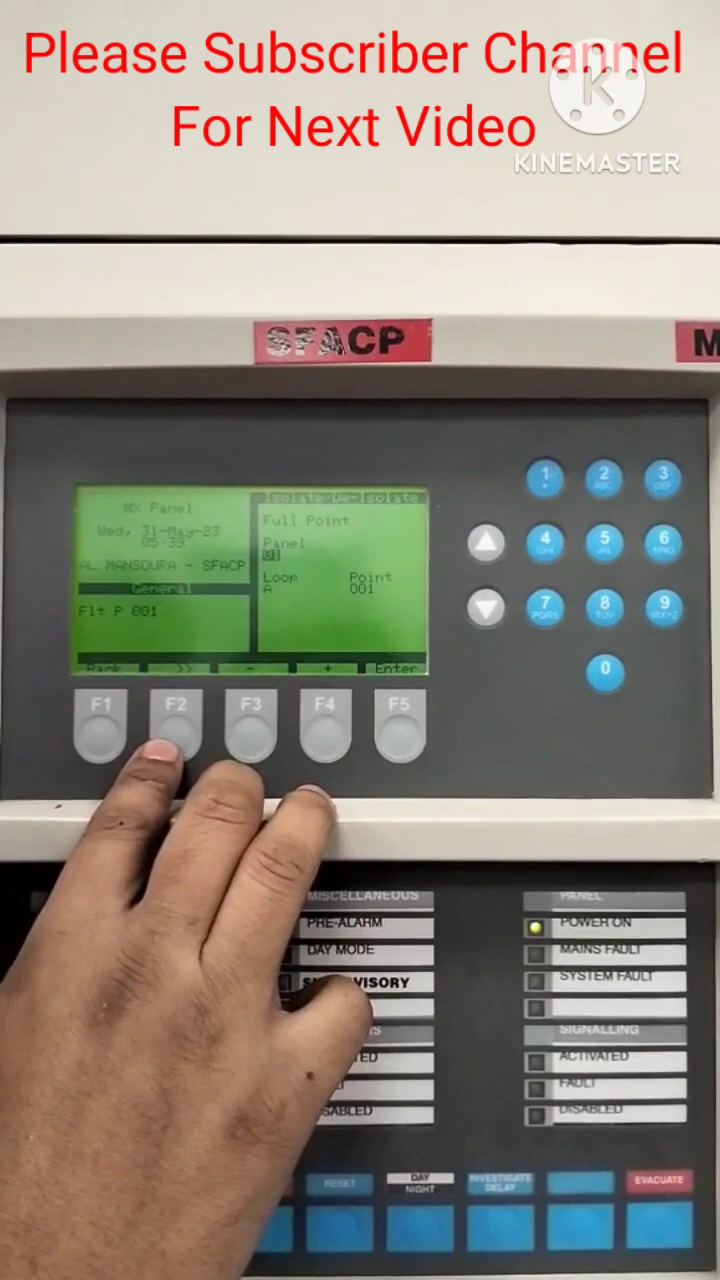 Please Subscriber Channel
For Next Video
K
KINEMASTER
SFACP
M
MX Panel
Wed, 31-May-23
05:39
AL MANSOURA - SFACP
General
Flt P 001
Isolate/De-Isolate
Full Point
Panel
01
Loop Point
A 001
Back >> - + Enter
F1 F2 F3 F4 F5
1 2 ABC 3 DEF
4 GHI 5 JKL 6 MNO
7 PQRS 8 TUV 9 WXYZ
0
MISCELLANEOUS
PRE-ALARM
DAY MODE
PANEL
POWER ON
MAINS FAULT
SYSTEM FAULT
SIGNALLING
ACTIVATED
FAULT
DISABLED
RESET
DAY
NIGHT
INVESTIGATE
DELAY
EVACUATE